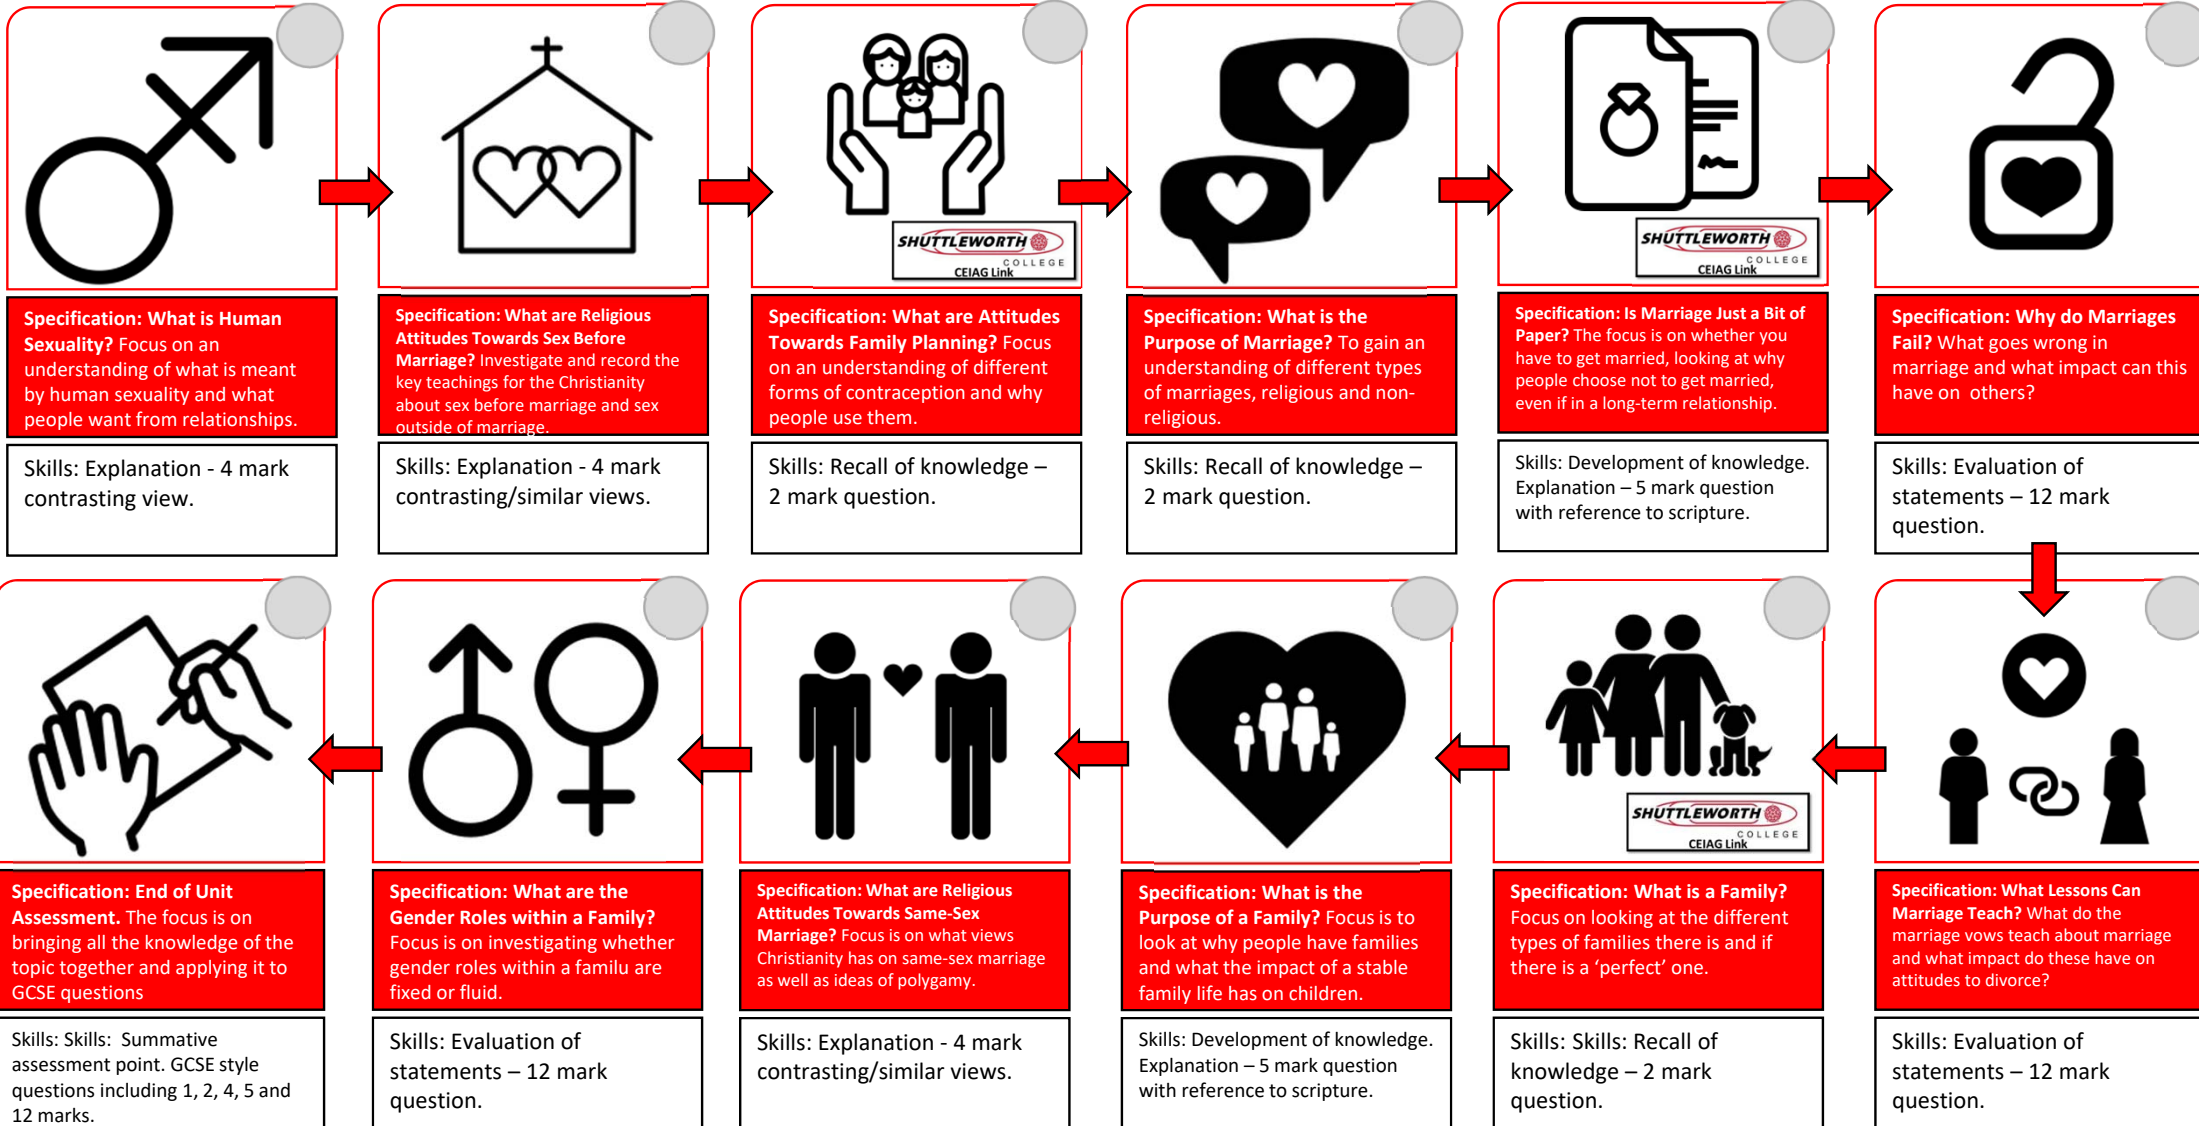 SHUTTLEWORTH
COLLEGE
CEIAG Link
SHUTTLEWORTH
COLLEGE
CEIAG Link
Specification: What is Human
Sexuality? Focus on an
understanding of what is meant
by human sexuality and what
people want from relationships.
Skills: Explanation - 4 mark
contrasting view.
Specification: What are Religious
Attitudes Towards Sex Before
Marriage? Investigate and record the
key teachings for the Christianity
about sex before marriage and sex
outside of marriage.
Skills: Explanation - 4 mark
contrasting/similar views.
Specification: What are Attitudes
Towards Family Planning? Focus
on an understanding of different
forms of contraception and why
people use them.
Skills: Recall of knowledge –
2 mark question.
Specification: What is the
Purpose of Marriage? To gain an
understanding of different types
of marriages, religious and non-
religious.
Skills: Recall of knowledge –
2 mark question.
Specification: Is Marriage Just a Bit of
Paper? The focus is on whether you
have to get married, looking at why
people choose not to get married,
even if in a long-term relationship.
Skills: Development of knowledge.
Explanation – 5 mark question
with reference to scripture.
Specification: Why do Marriages
Fail? What goes wrong in
marriage and what impact can this
have on others?
Skills: Evaluation of
statements – 12 mark
question.
SHUTTLEWORTH
COLLEGE
CEIAG Link
Specification: End of Unit
Assessment. The focus is on
bringing all the knowledge of the
topic together and applying it to
GCSE questions
Skills: Skills: Summative
assessment point. GCSE style
questions including 1, 2, 4, 5 and
12 marks.
Specification: What are the
Gender Roles within a Family?
Focus is on investigating whether
gender roles within a familu are
fixed or fluid.
Skills: Evaluation of
statements – 12 mark
question.
Specification: What are Religious
Attitudes Towards Same-Sex
Marriage? Focus is on what views
Christianity has on same-sex marriage
as well as ideas of polygamy.
Skills: Explanation - 4 mark
contrasting/similar views.
Specification: What is the
Purpose of a Family? Focus is to
look at why people have families
and what the impact of a stable
family life has on children.
Skills: Development of knowledge.
Explanation – 5 mark question
with reference to scripture.
Specification: What is a Family?
Focus on looking at the different
types of families there is and if
there is a ‘perfect’ one.
Skills: Skills: Recall of
knowledge – 2 mark
question.
Specification: What Lessons Can
Marriage Teach? What do the
marriage vows teach about marriage
and what impact do these have on
attitudes to divorce?
Skills: Evaluation of
statements – 12 mark
question.